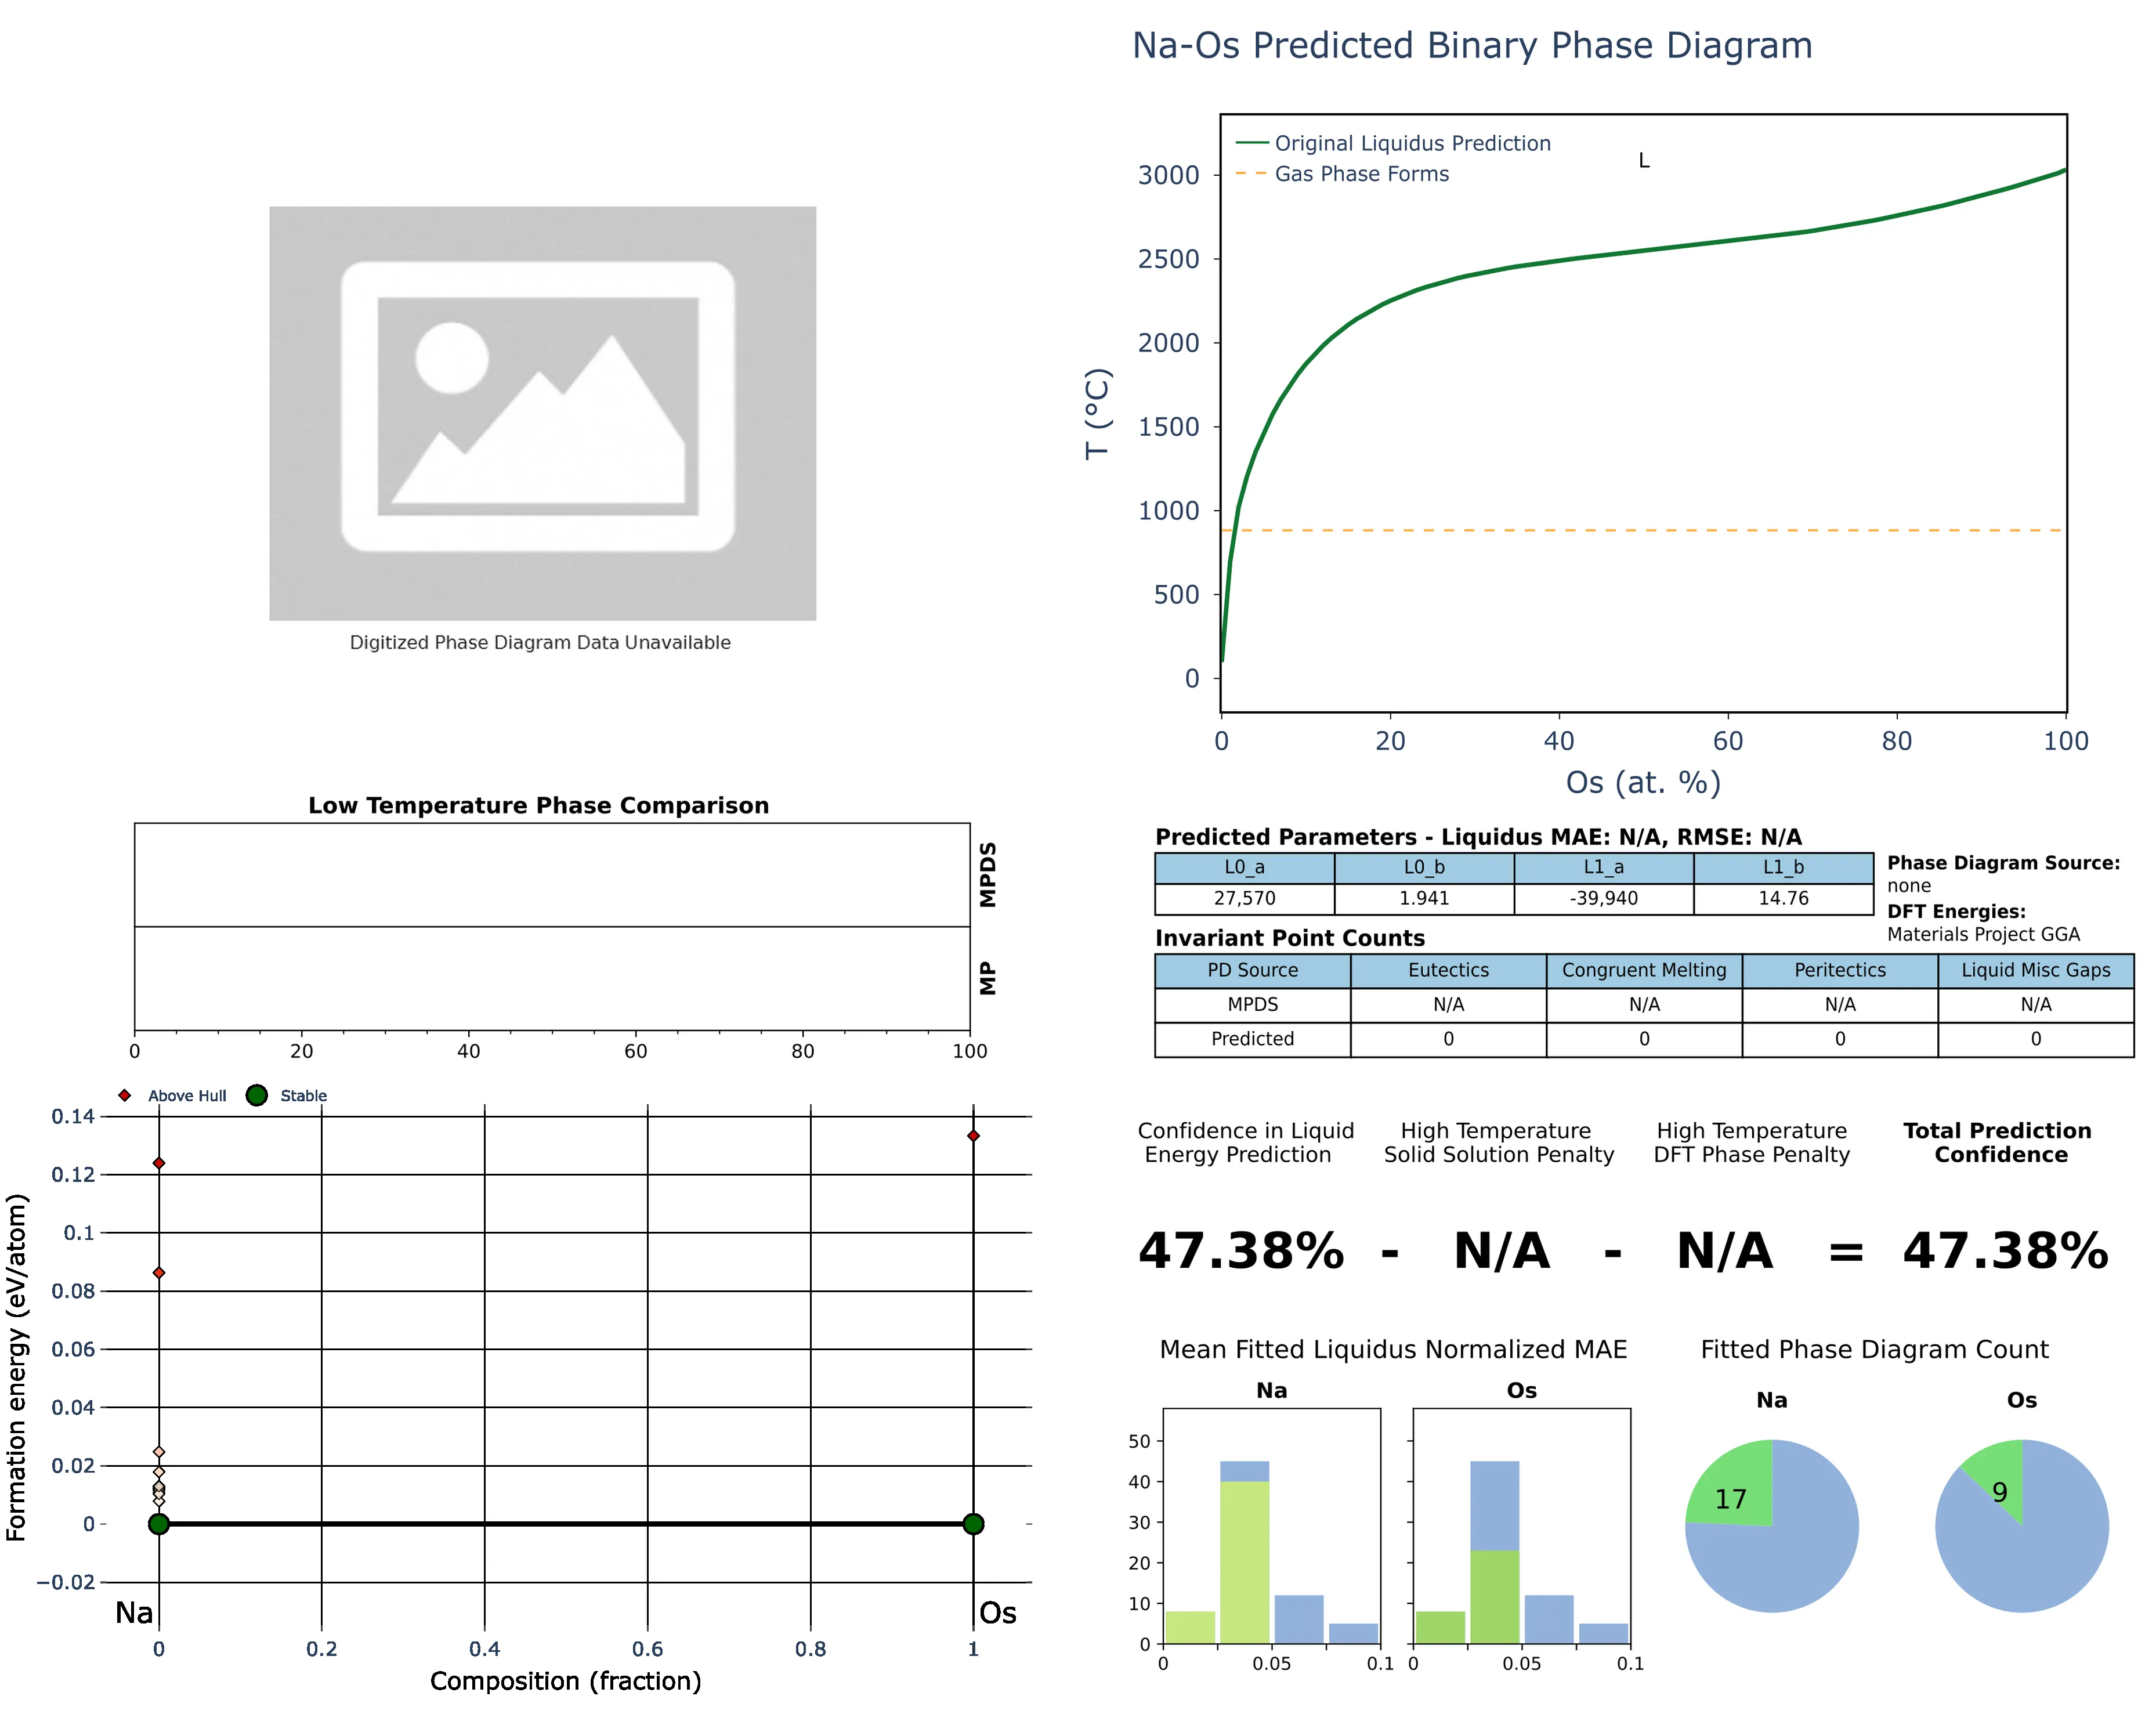 Na-Os Predicted Binary Phase Diagram
Original Liquidus Prediction
Gas Phase Forms
L
3000
2500
2000
1500
1000
500
0
T (°C)
0 20 40 60 80 100
Os (at. %)
Digitized Phase Diagram Data Unavailable
Low Temperature Phase Comparison
MPDS
MP
0 20 40 60 80 100
Predicted Parameters - Liquidus MAE: N/A, RMSE: N/A
L0_a L0_b L1_a L1_b
27,570 1.941 -39,940 14.76
Phase Diagram Source:
none
DFT Energies:
Materials Project GGA
Invariant Point Counts
PD Source Eutectics Congruent Melting Peritectics Liquid Misc Gaps
MPDS N/A N/A N/A N/A
Predicted 0 0 0 0
Above Hull Stable
0.14
0.12
0.1
0.08
0.06
0.04
0.02
0
−0.02
Formation energy (eV/atom)
Na Os
0 0.2 0.4 0.6 0.8 1
Composition (fraction)
Confidence in Liquid
Energy Prediction
High Temperature
Solid Solution Penalty
High Temperature
DFT Phase Penalty
Total Prediction
Confidence
47.38% - N/A - N/A = 47.38%
Mean Fitted Liquidus Normalized MAE
Na Os
50
40
30
20
10
0
0 0.05 0.1 0 0.05 0.1
Fitted Phase Diagram Count
Na Os
17 9